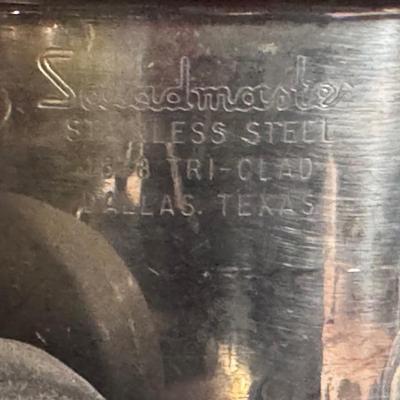 Saladmaster
STAINLESS STEEL
18-8 TRI-CLAD
DALLAS. TEXAS